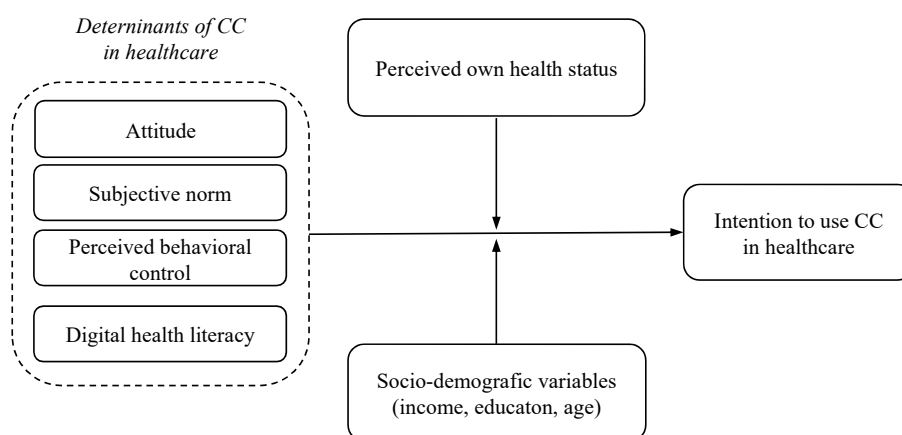 Deterninants of CC
in healthcare
Attitude
Subjective norm
Perceived behavioral
control
Digital health literacy
Perceived own health status
Socio-demografic variables
(income, educaton, age)
Intention to use CC
in healthcare